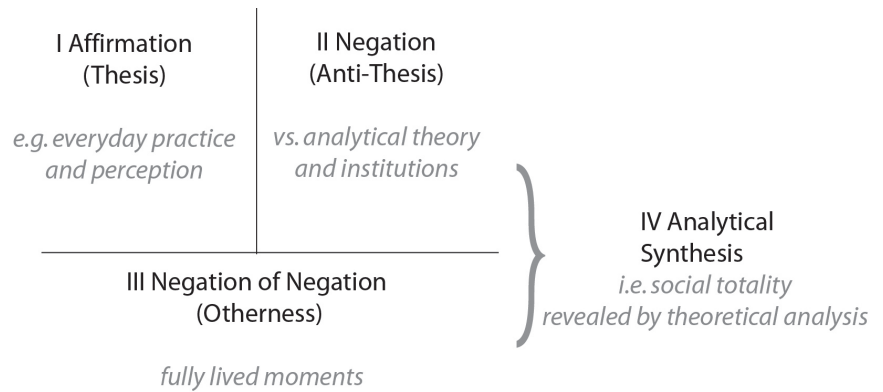 I Affirmation
(Thesis)
e.g. everyday practice
and perception
II Negation
(Anti-Thesis)
vs. analytical theory
and institutions
III Negation of Negation
(Otherness)
fully lived moments
IV Analytical
Synthesis
i.e. social totality
revealed by theoretical analysis